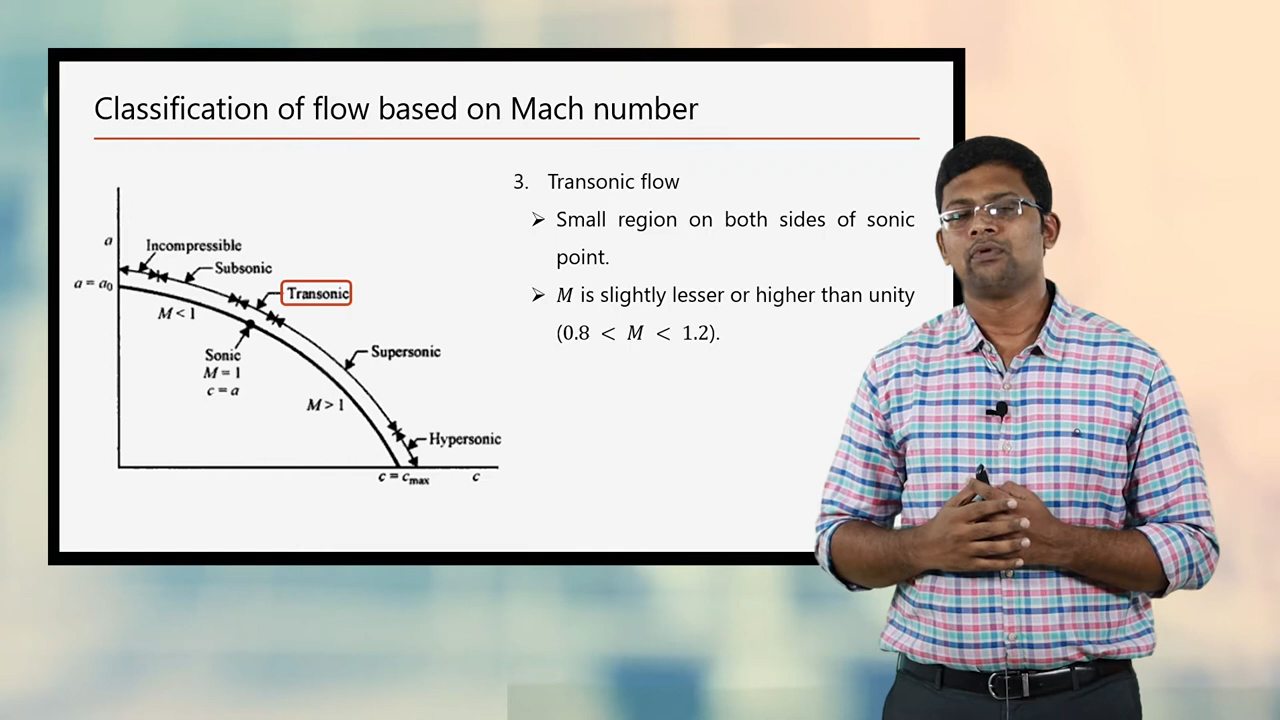 Classification of flow based on Mach number
3. Transonic flow
➢ Small region on both sides of sonic
point.
➢ M is slightly lesser or higher than unity
(0.8 < M < 1.2).
a
Incompressible
Subsonic
a = a₀
Transonic
M < 1
Sonic
M = 1
c = a
Supersonic
M > 1
Hypersonic
c = cₘₐₓ
c